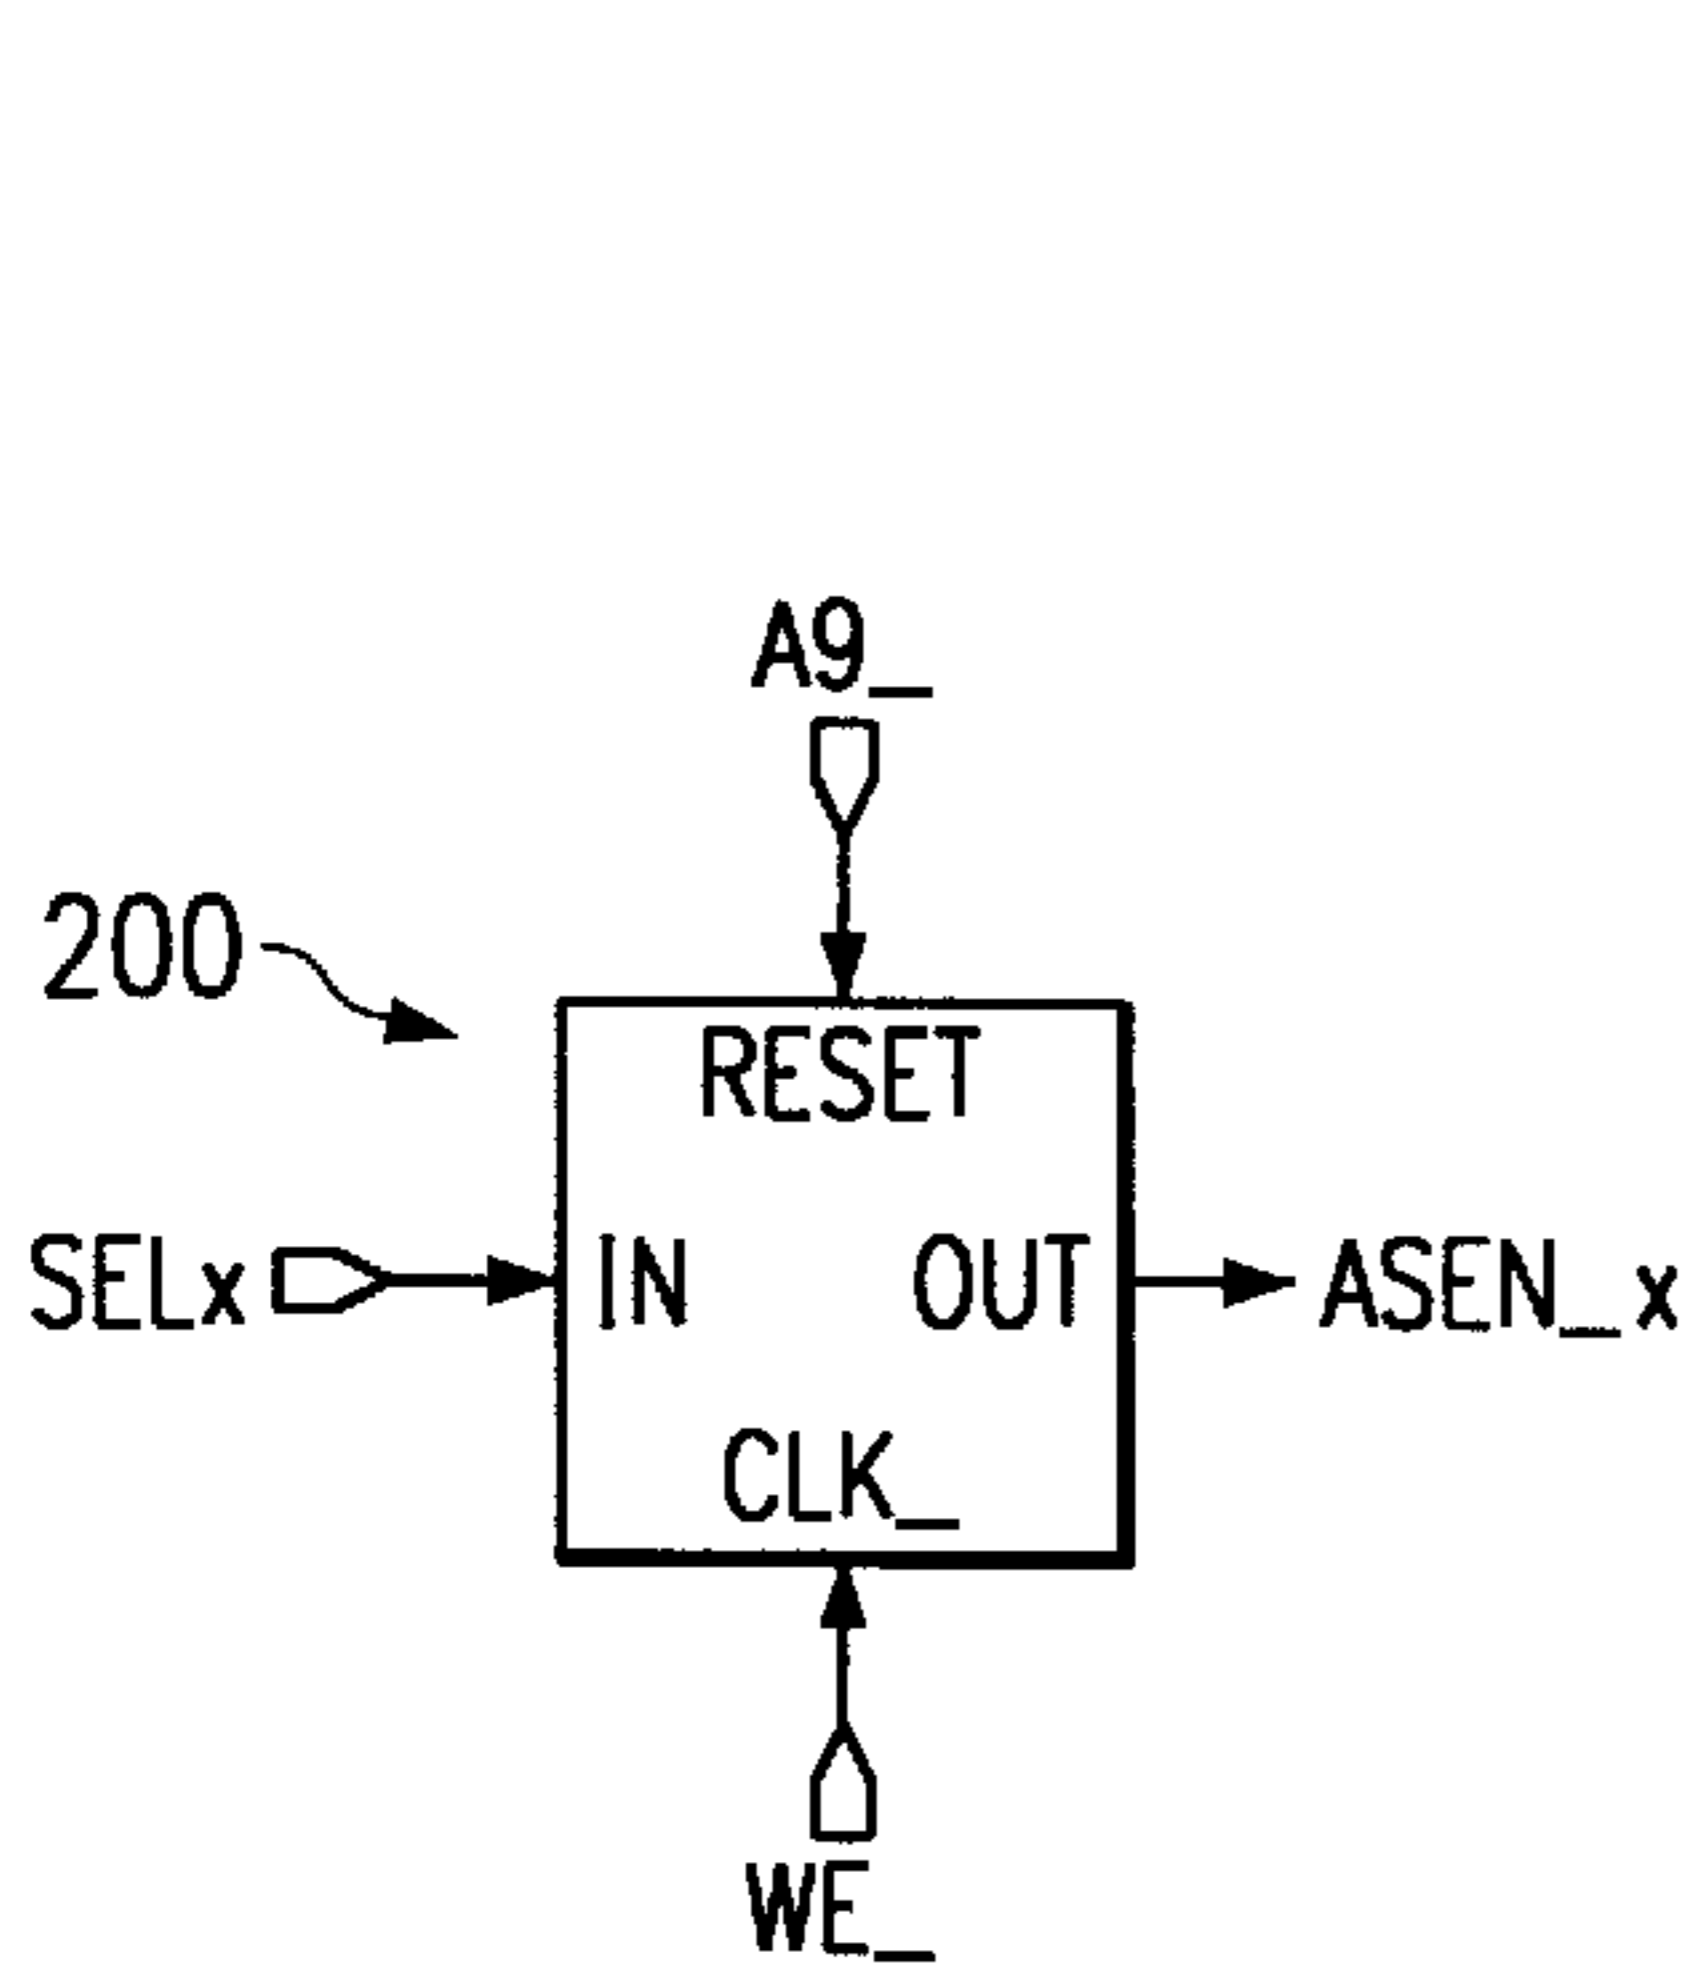 A9_
200
RESET
SELx IN OUT ASEN_x
CLK_
WE_